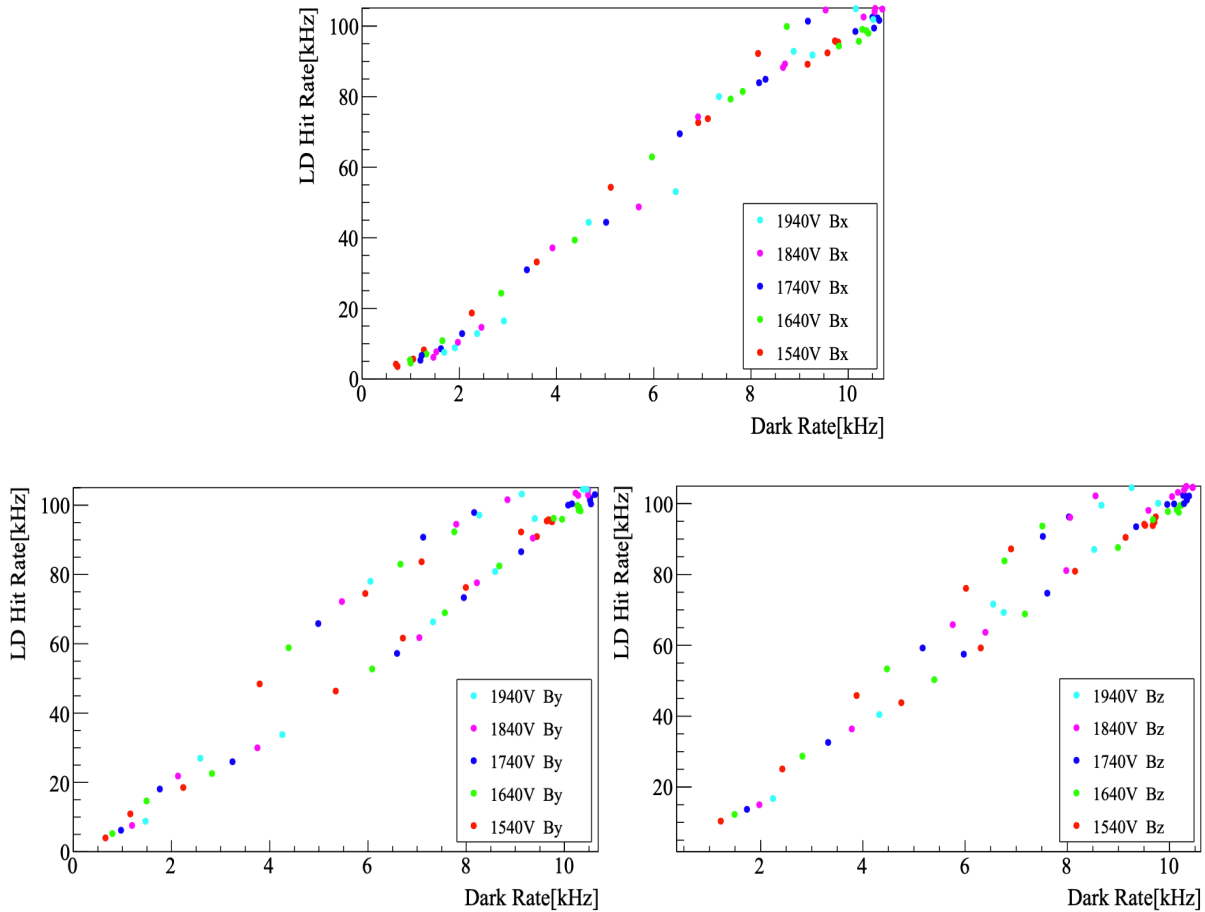 LD Hit Rate[kHz]
100
80
60
40
20
0
1940V Bx
1840V Bx
1740V Bx
1640V Bx
1540V Bx
0 2 4 6 8 10
Dark Rate[kHz]
LD Hit Rate[kHz]
100
80
60
40
20
0
1940V By
1840V By
1740V By
1640V By
1540V By
0 2 4 6 8 10
Dark Rate[kHz]
LD Hit Rate[kHz]
100
80
60
40
20
1940V Bz
1840V Bz
1740V Bz
1640V Bz
1540V Bz
2 4 6 8 10
Dark Rate[kHz]